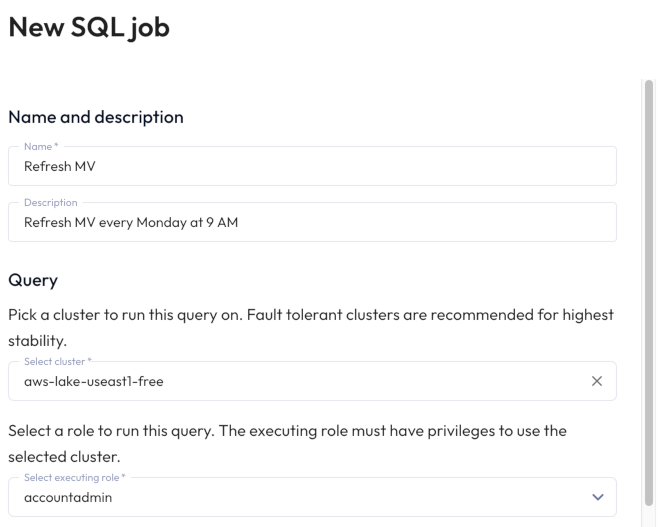 New SQL job
Name and description
Name *
Refresh MV
Description
Refresh MV every Monday at 9 AM
Query
Pick a cluster to run this query on. Fault tolerant clusters are recommended for highest
stability.
Select cluster *
aws-lake-useast1-free
Select a role to run this query. The executing role must have privileges to use the
selected cluster.
Select executing role *
accountadmin